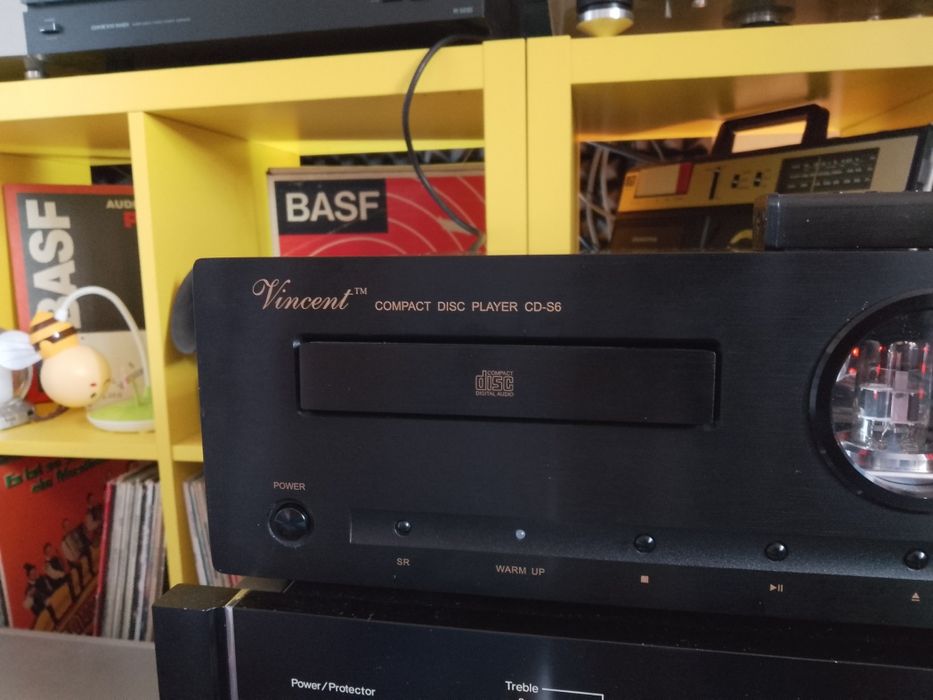 BASF
AUDIO
BASF
Vincent™ COMPACT DISC PLAYER CD-S6
COMPACT
disc
DIGITAL AUDIO
POWER
SR
WARM UP
Power/Protector
Treble